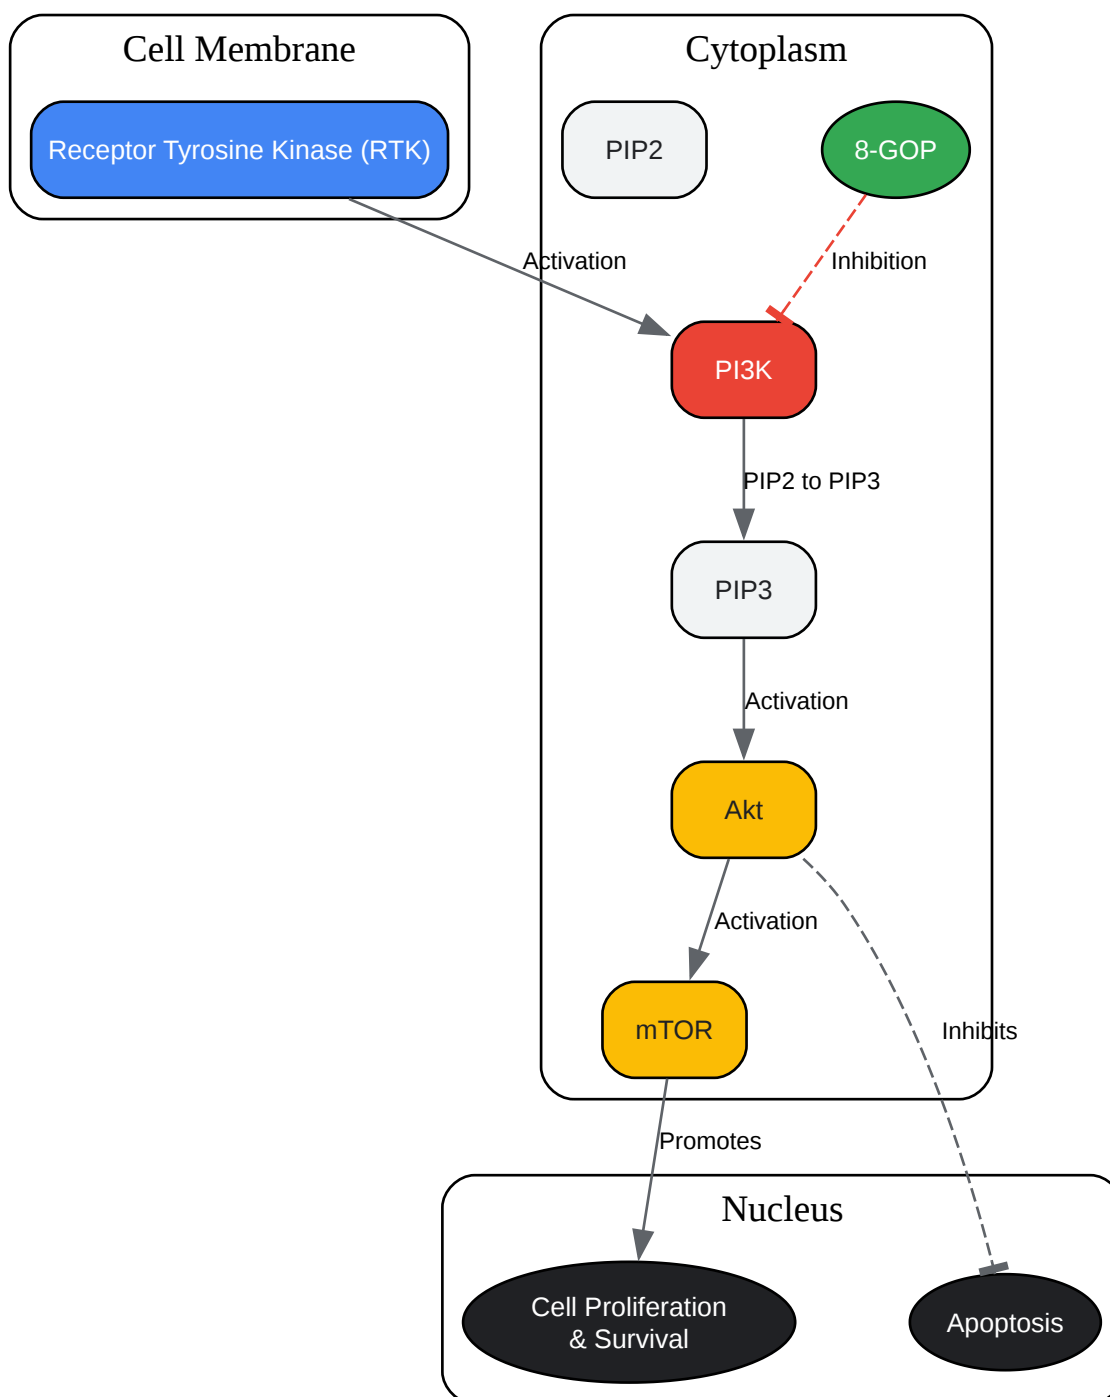 Cell Membrane
Cytoplasm
Receptor Tyrosine Kinase (RTK)
PIP2
8-GOP
Activation
Inhibition
PI3K
PIP2 to PIP3
PIP3
Activation
Akt
Activation
mTOR
Inhibits
Promotes
Nucleus
Cell Proliferation
& Survival
Apoptosis